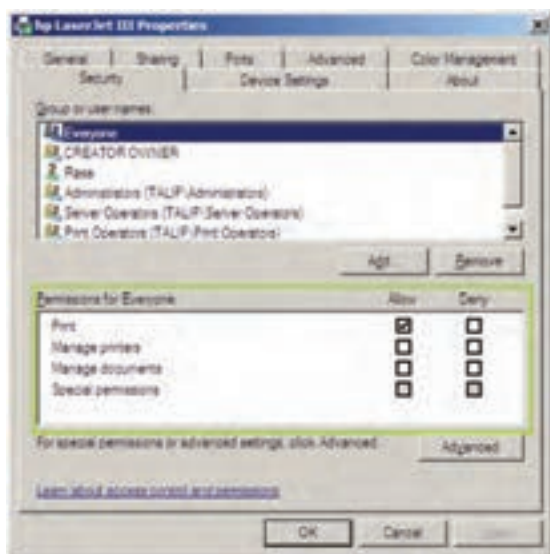 hp LaserJet III Properties
General Sharing Ports Advanced Color Management
Security Device Settings About
Group or user names:
Everyone
CREATOR OWNER
Administrators (TALIP\Administrators)
Server Operators (TALIP\Server Operators)
Print Operators (TALIP\Print Operators)
Add... Remove
Permissions for Everyone Allow Deny
Print
Manage printers
Manage documents
Special permissions
For special permissions or advanced settings, click Advanced.
Advanced
Learn about access control and permissions
OK Cancel